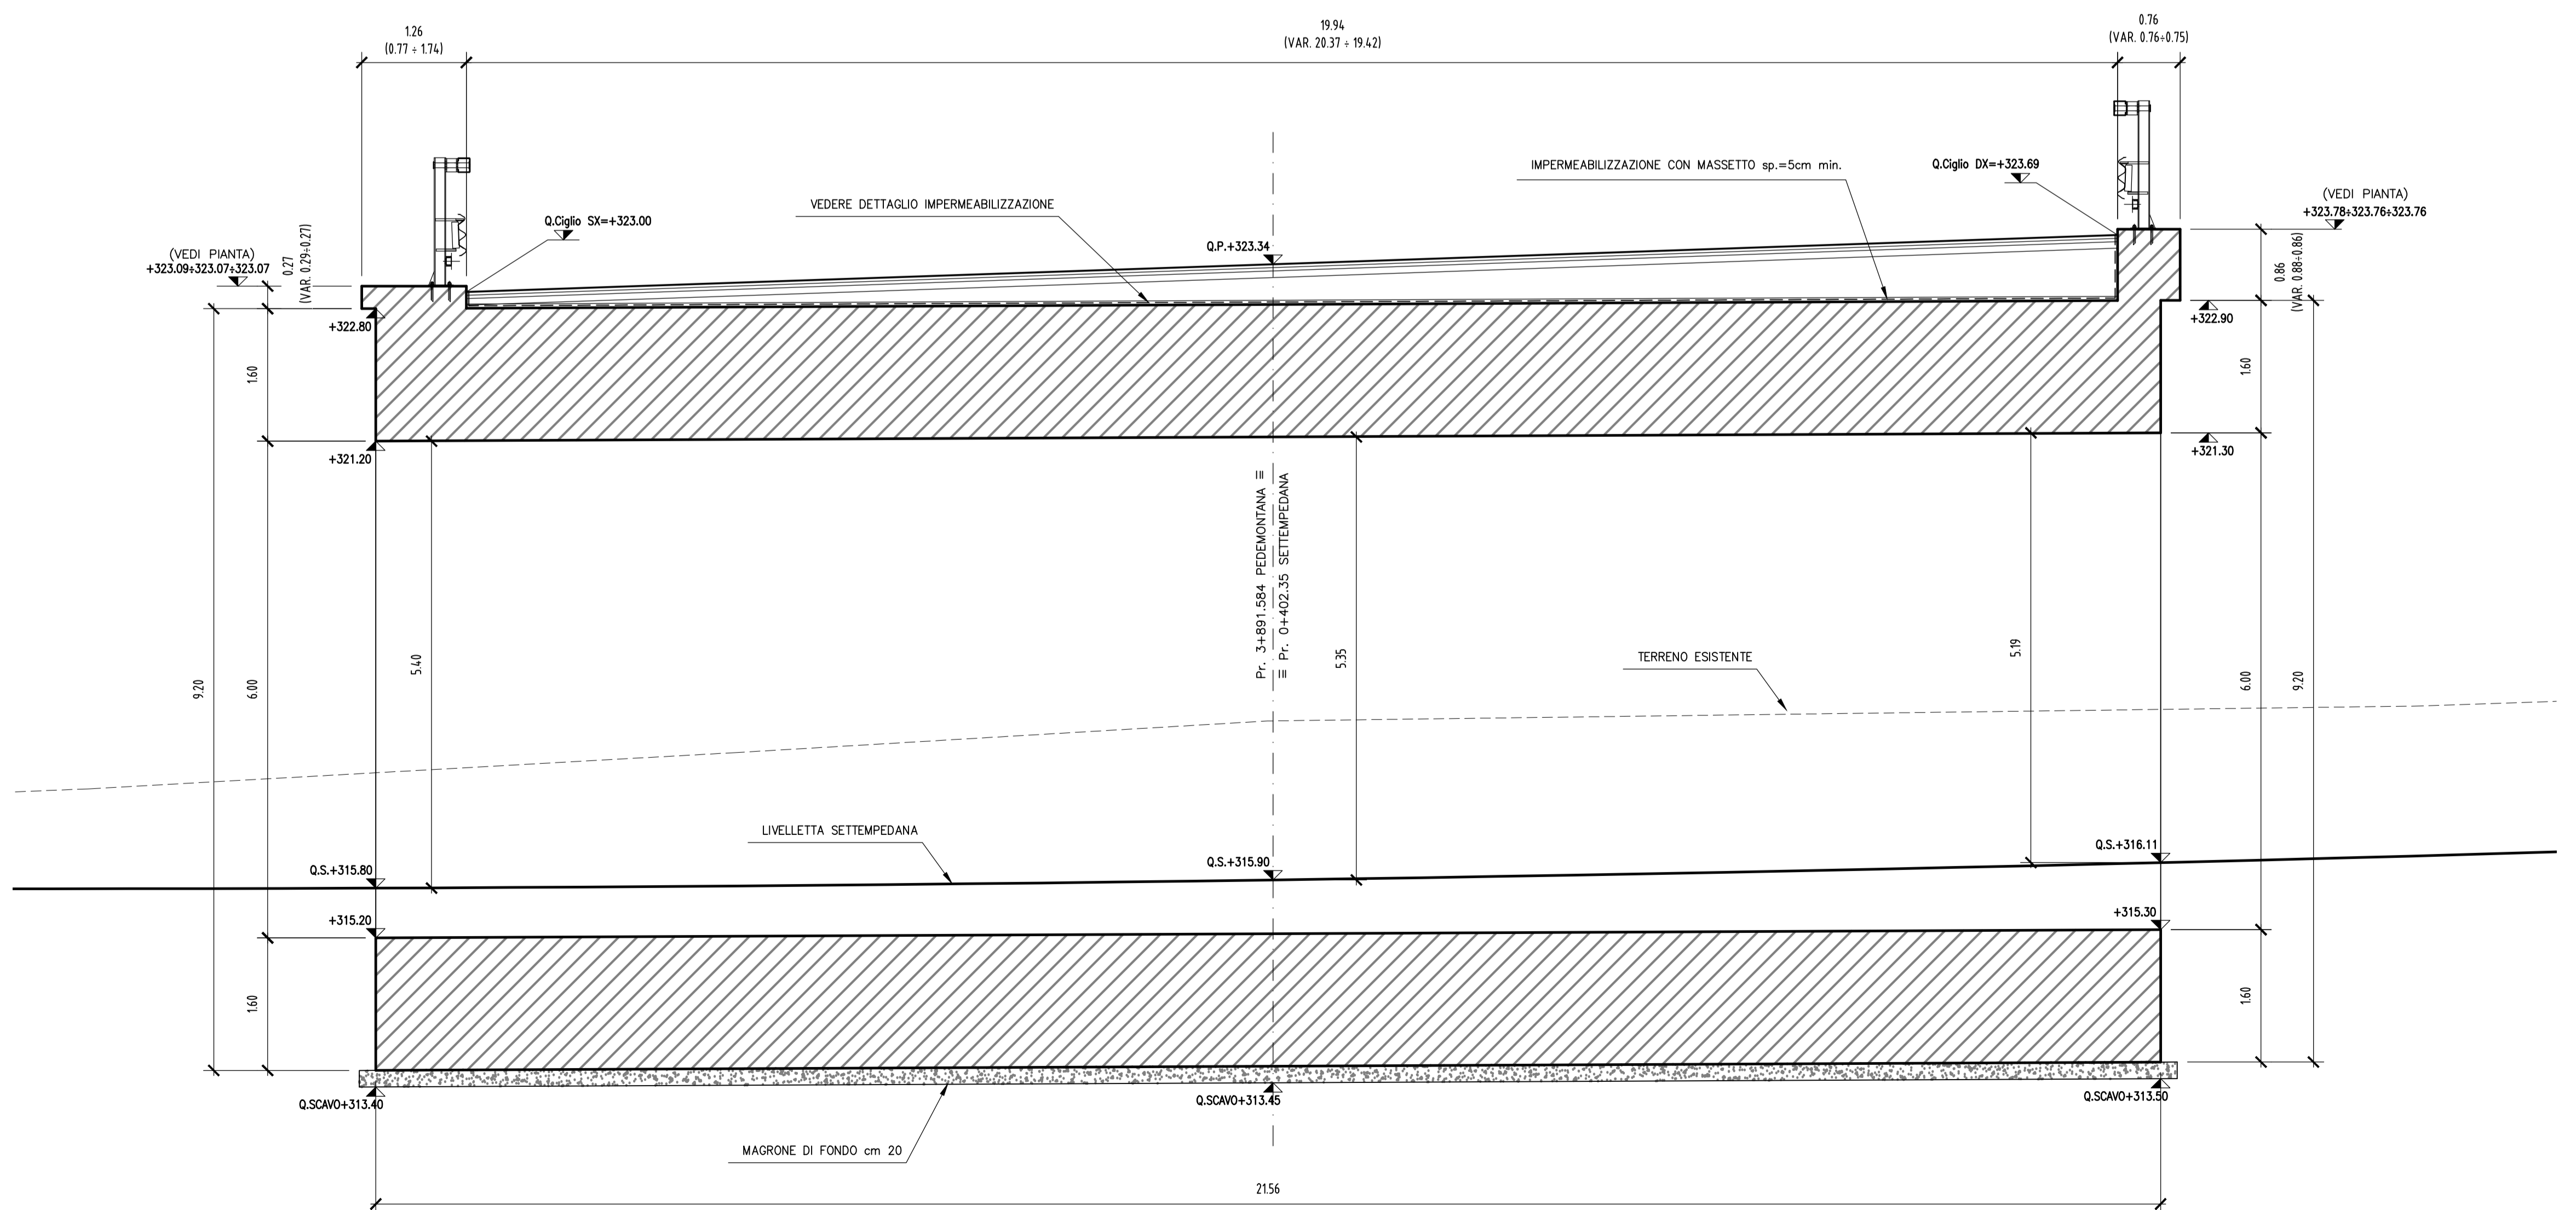 1.26
(0.77 ÷ 1.74)
19.94
(VAR. 20.37 ÷ 19.42)
0.76
(VAR. 0.76÷0.75)
IMPERMEABILIZZAZIONE CON MASSETTO sp.=5cm min.
Q.Ciglio DX=+323.69
(VEDI PIANTA)
+323.78÷323.76÷323.76
VEDERE DETTAGLIO IMPERMEABILIZZAZIONE
Q.Ciglio SX=+323.00
Q.P.+323.34
(VEDI PIANTA)
+323.09÷323.07÷323.07
0.27
(VAR. 0.29÷0.27)
0.86
(VAR. 0.88÷0.86)
+322.80
+322.90
1.60
1.60
+321.20
+321.30
Pr. 3+891.584 PEDEMONTANA ≡
≡ Pr. 0+402.35 SETTEMPEDANA
9.20
6.00
5.40
5.35
5.19
6.00
9.20
TERRENO ESISTENTE
LIVELLETTA SETTEMPEDANA
Q.S.+315.80
Q.S.+315.90
Q.S.+316.11
+315.20
+315.30
1.60
1.60
Q.SCAVO+313.40
Q.SCAVO+313.45
Q.SCAVO+313.50
MAGRONE DI FONDO cm 20
21.56